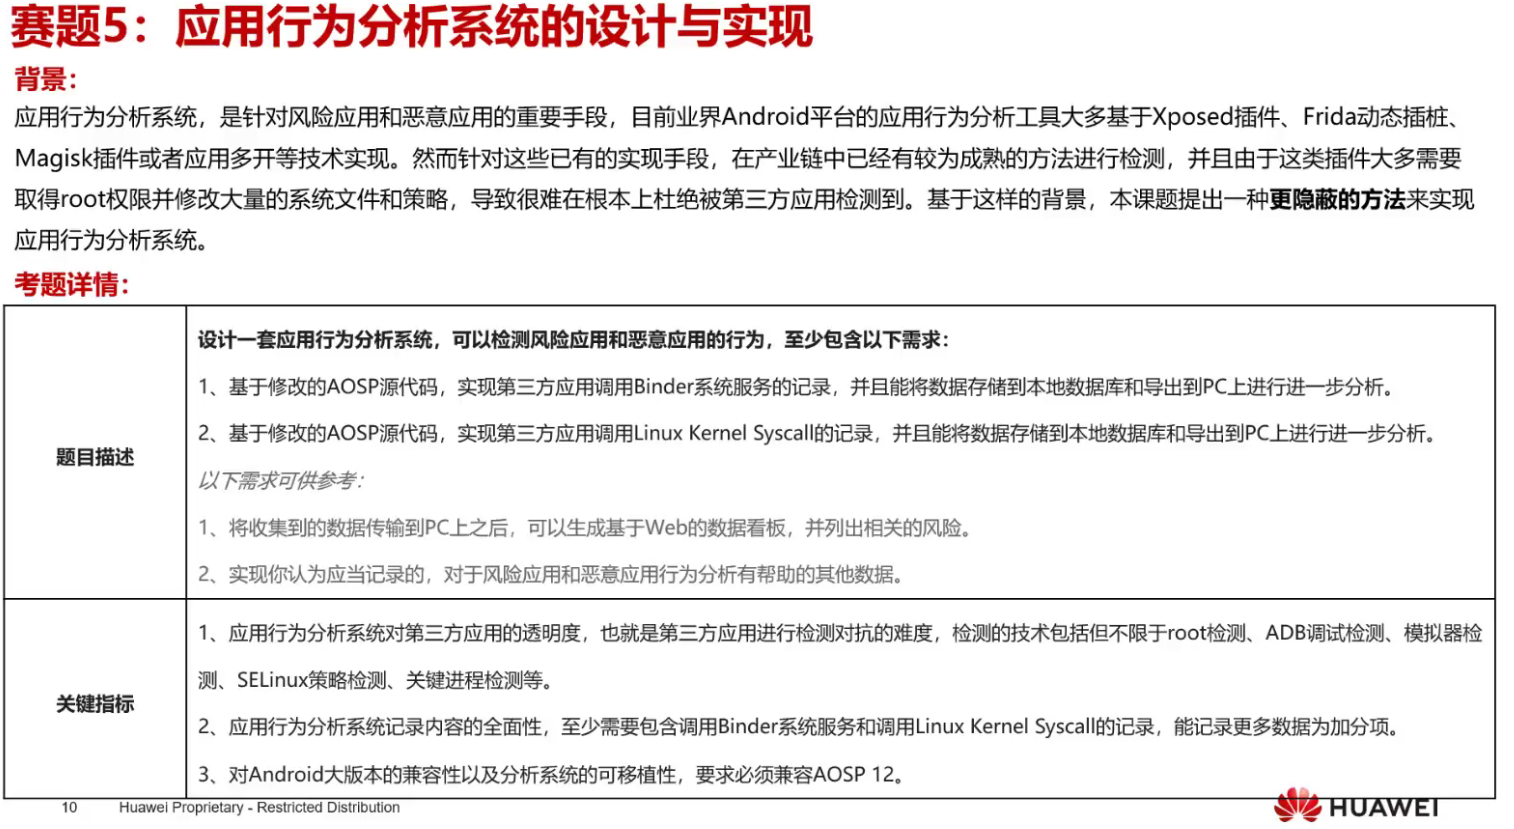 赛题5：应用行为分析系统的设计与实现
背景：
应用行为分析系统，是针对风险应用和恶意应用的重要手段，目前业界Android平台的应用行为分析工具大多基于Xposed插件、Frida动态插桩、
Magisk插件或者应用多开等技术实现。然而针对这些已有的实现手段，在产业链中已经有较为成熟的方法进行检测，并且由于这类插件大多需要
取得root权限并修改大量的系统文件和策略，导致很难在根本上杜绝被第三方应用检测到。基于这样的背景，本课题提出一种更隐蔽的方法来实现
应用行为分析系统。
考题详情：
题目描述
设计一套应用行为分析系统，可以检测风险应用和恶意应用的行为，至少包含以下需求：
1、基于修改的AOSP源代码，实现第三方应用调用Binder系统服务的记录，并且能将数据存储到本地数据库和导出到PC上进行进一步分析。
2、基于修改的AOSP源代码，实现第三方应用调用Linux Kernel Syscall的记录，并且能将数据存储到本地数据库和导出到PC上进行进一步分析。
以下需求可供参考：
1、将收集到的数据传输到PC上之后，可以生成基于Web的数据看板，并列出相关的风险。
2、实现你认为应当记录的，对于风险应用和恶意应用行为分析有帮助的其他数据。
关键指标
1、应用行为分析系统对第三方应用的透明度，也就是第三方应用进行检测对抗的难度，检测的技术包括但不限于root检测、ADB调试检测、模拟器检
测、SELinux策略检测、关键进程检测等。
2、应用行为分析系统记录内容的全面性，至少需要包含调用Binder系统服务和调用Linux Kernel Syscall的记录，能记录更多数据为加分项。
3、对Android大版本的兼容性以及分析系统的可移植性，要求必须兼容AOSP 12。
10 Huawei Proprietary - Restricted Distribution
HUAWEI